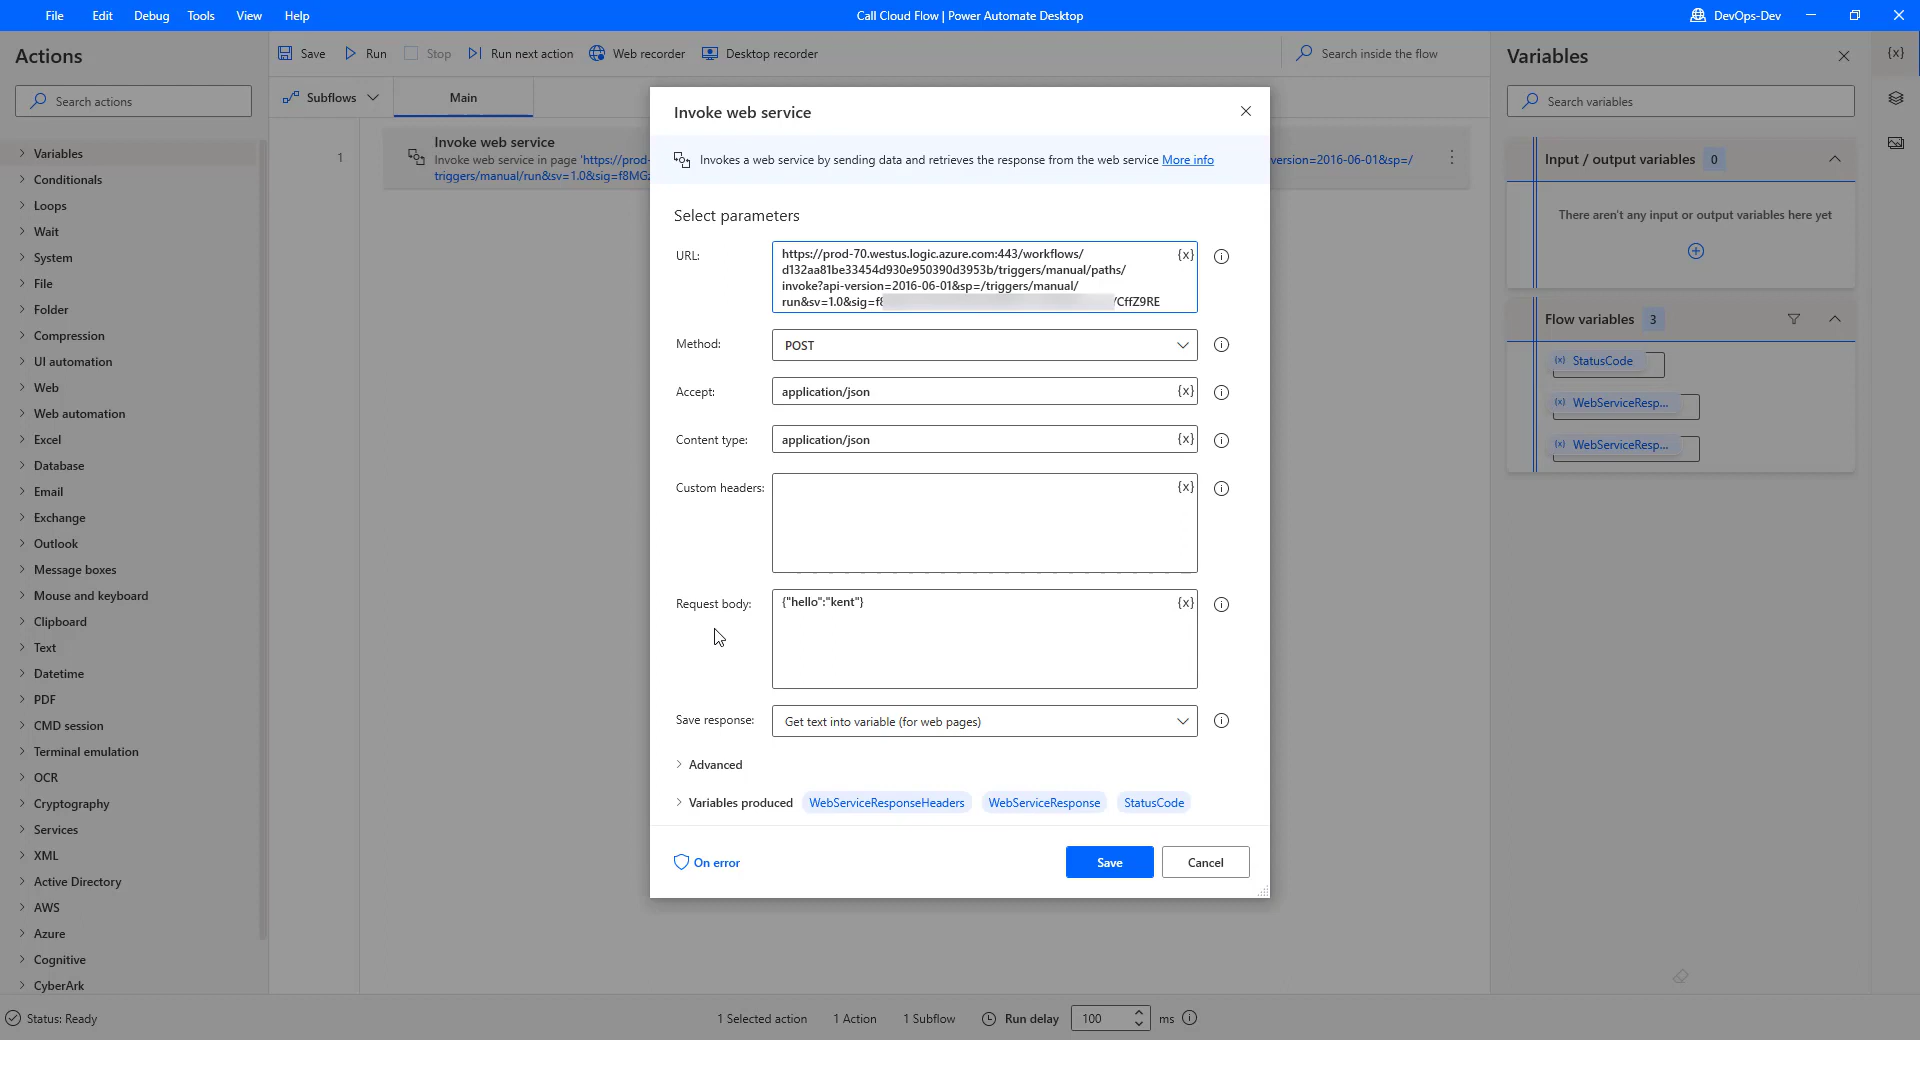 File Edit Debug Tools View Help
Call Cloud Flow | Power Automate Desktop
DevOps-Dev
Actions
Search actions
Variables
Conditionals
Loops
Wait
System
File
Folder
Compression
UI automation
Web
Web automation
Excel
Database
Email
Exchange
Outlook
Message boxes
Mouse and keyboard
Clipboard
Text
Datetime
PDF
CMD session
Terminal emulation
OCR
Cryptography
Services
XML
Active Directory
AWS
Azure
Cognitive
CyberArk
Save Run Stop Run next action Web recorder Desktop recorder
Search inside the flow
Subflows
Main
1
Invoke web service
Invoke web service in page 'https://prod-
version=2016-06-01&sp=/
triggers/manual/run&sv=1.0&sig=f8MG
Invoke web service
Invokes a web service by sending data and retrieves the response from the web service More info
Select parameters
URL:
https://prod-70.westus.logic.azure.com:443/workflows/
d132aa81be33454d930e950390d3953b/triggers/manual/paths/
invoke?api-version=2016-06-01&sp=/triggers/manual/
run&sv=1.0&sig=f8
/CffZ9RE
{x}
Method: POST
Accept: application/json {x}
Content type: application/json {x}
Custom headers: {x}
Request body: {"hello":"kent"} {x}
Save response: Get text into variable (for web pages)
Advanced
Variables produced WebServiceResponseHeaders WebServiceResponse StatusCode
On error
Save Cancel
Variables
Search variables
Input / output variables 0
There aren't any input or output variables here yet
Flow variables 3
(x) StatusCode
(x) WebServiceResp...
(x) WebServiceResp...
{x}
Status: Ready
1 Selected action 1 Action 1 Subflow Run delay 100 ms